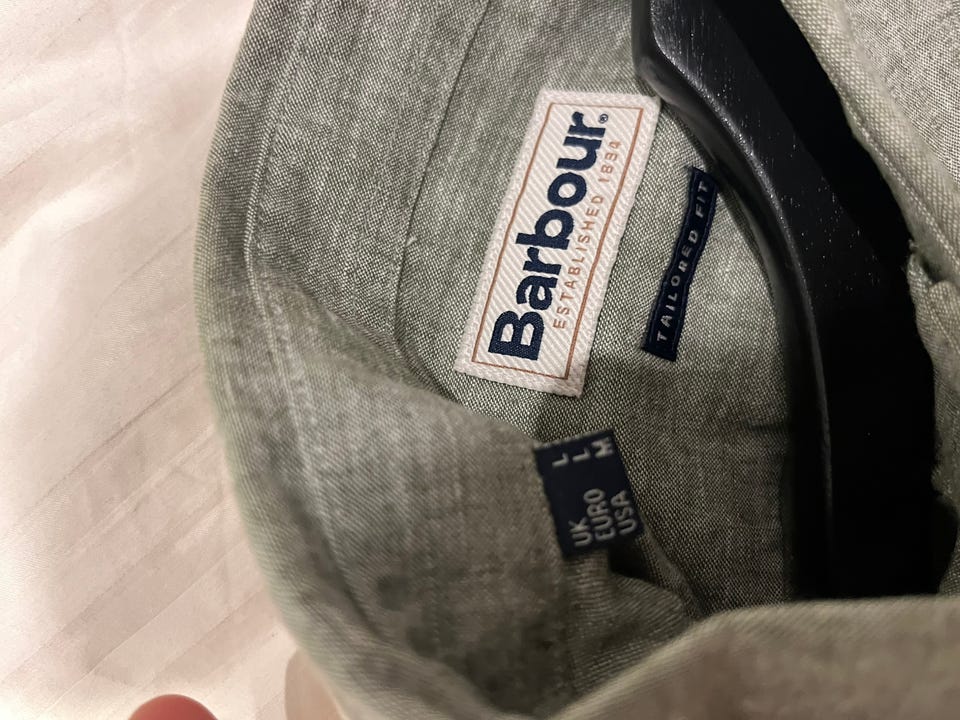 Barbour®
ESTABLISHED 1894
TAILORED FIT
UK L
EURO L
USA M